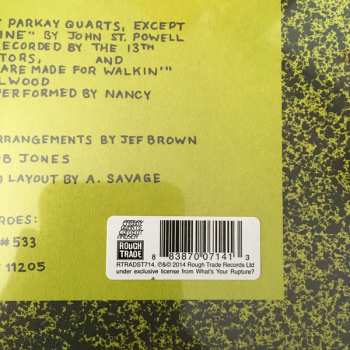 PARKAY QUARTS, EXCEPT
INE" BY JOHN ST. POWELL
RECORDED BY THE 13TH
TORS, AND
ARE MADE FOR WALKIN'"
LWOOD
PERFORMED BY NANCY
ARRANGEMENTS BY JEF BROWN
B JONES
LAYOUT BY A. SAVAGE
RDES:
#533
11205
ROUGH
TRADE
8 83870 07141 3
RTRADST714, ℗&© 2014 Rough Trade Records Ltd
under exclusive license from What's Your Rupture?